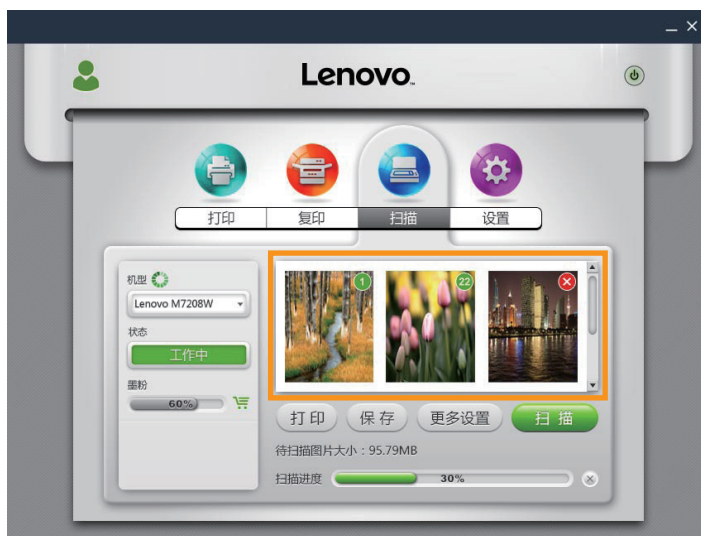 Lenovo
打印 复印 扫描 设置
机型
Lenovo M7208W
状态
工作中
墨粉
60%
1 22
打印 保存 更多设置 扫描
待扫描图片大小：95.79MB
扫描进度 30%